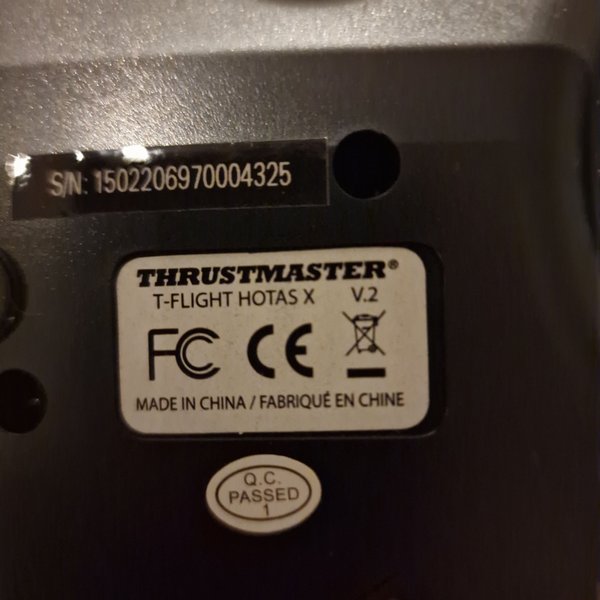 S/N: 1502206970004325
THRUSTMASTER®
T-FLIGHT HOTAS X V.2
FC CE
MADE IN CHINA / FABRIQUÉ EN CHINE
Q.C.
PASSED
1